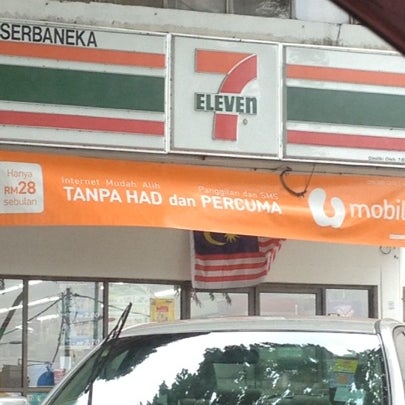 SERBANEKA
7
ELEVEn
Hanya
RM28
sebulan
Internet Mudah Alih
TANPA HAD dan
Panggilan dan SMS
PERCUMA
U mobil